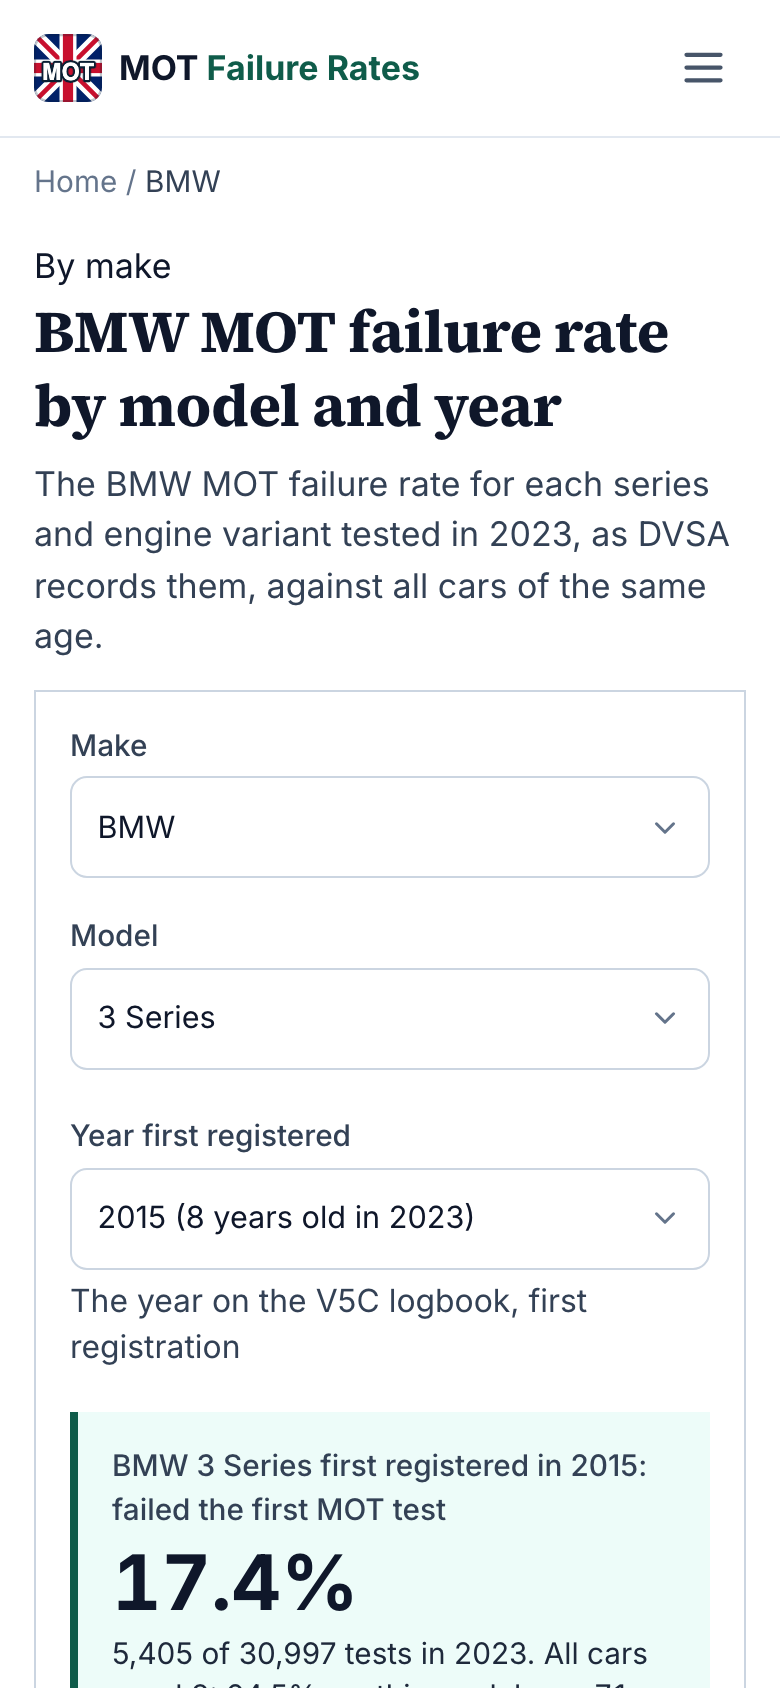 MOT
MOT Failure Rates
Home / BMW
By make
BMW MOT failure rate
by model and year
The BMW MOT failure rate for each series
and engine variant tested in 2023, as DVSA
records them, against all cars of the same
age.
Make
BMW
Model
3 Series
Year first registered
2015 (8 years old in 2023)
The year on the V5C logbook, first
registration
BMW 3 Series first registered in 2015:
failed the first MOT test
17.4%
5,405 of 30,997 tests in 2023. All cars